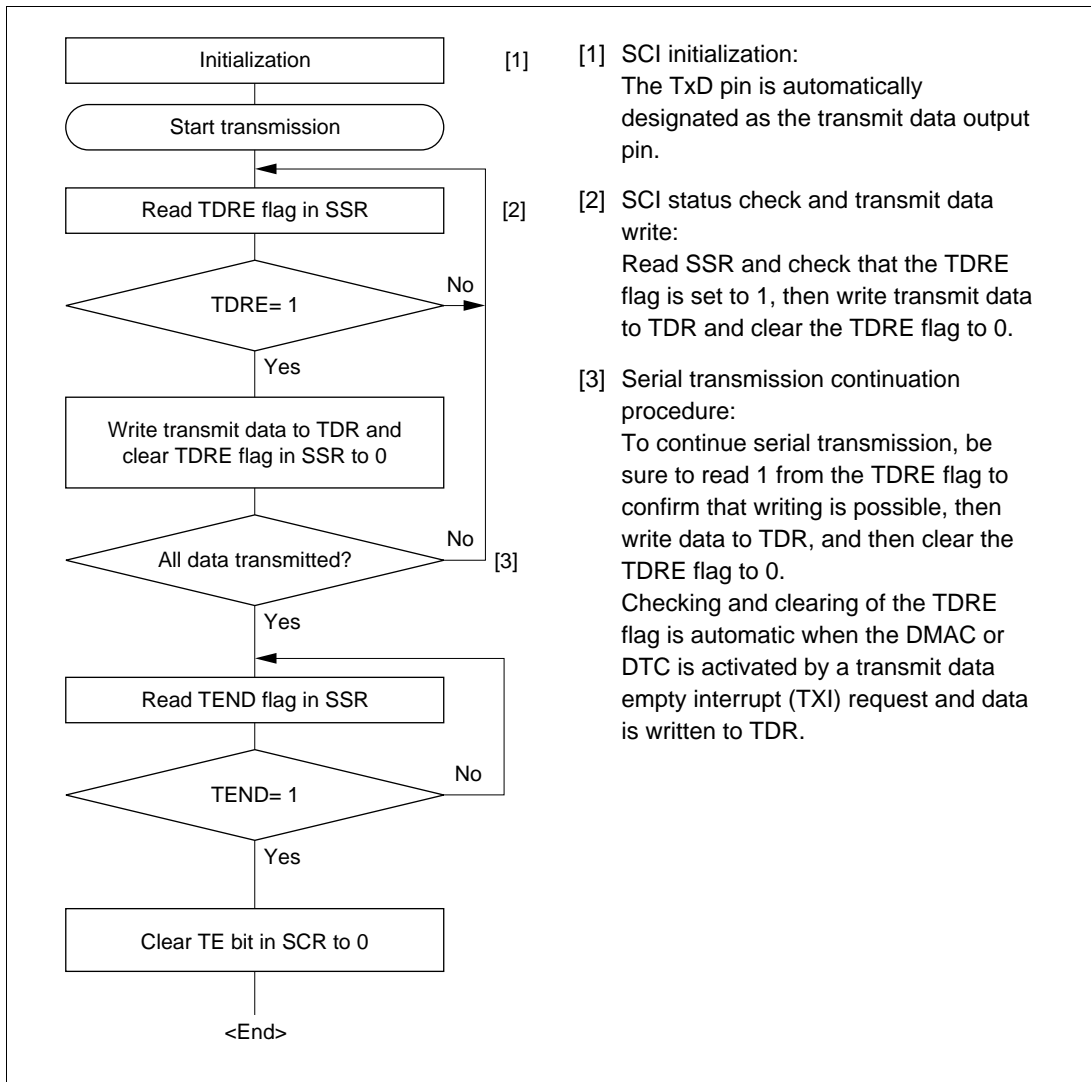 Initialization
[1]
Start transmission
Read TDRE flag in SSR
[2]
TDRE= 1
No
Yes
Write transmit data to TDR and
clear TDRE flag in SSR to 0
All data transmitted?
No
[3]
Yes
Read TEND flag in SSR
TEND= 1
No
Yes
Clear TE bit in SCR to 0
<End>
[1] SCI initialization:
The TxD pin is automatically
designated as the transmit data output
pin.
[2] SCI status check and transmit data
write:
Read SSR and check that the TDRE
flag is set to 1, then write transmit data
to TDR and clear the TDRE flag to 0.
[3] Serial transmission continuation
procedure:
To continue serial transmission, be
sure to read 1 from the TDRE flag to
confirm that writing is possible, then
write data to TDR, and then clear the
TDRE flag to 0.
Checking and clearing of the TDRE
flag is automatic when the DMAC or
DTC is activated by a transmit data
empty interrupt (TXI) request and data
is written to TDR.